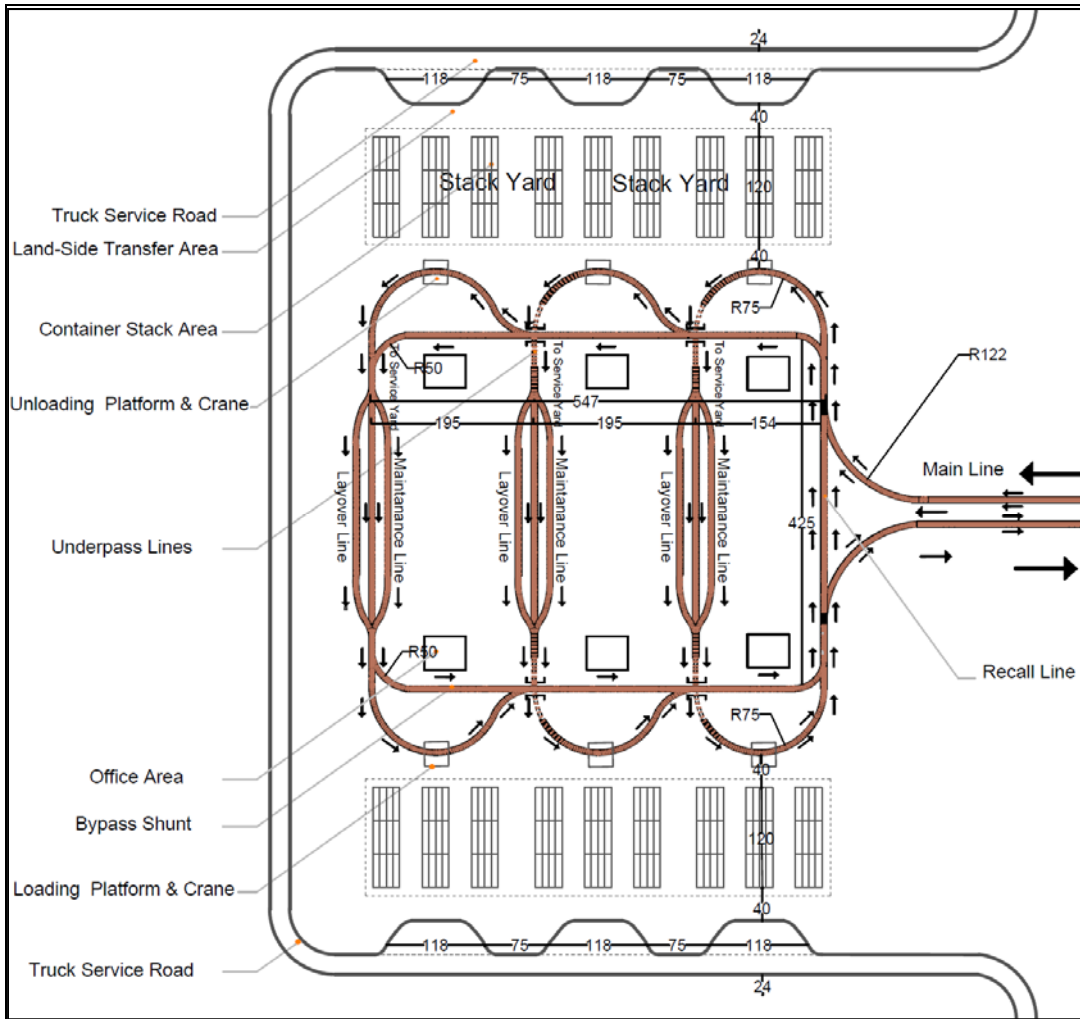 24
118
75
118
75
118
40
Stack Yard
Stack Yard
120
Truck Service Road
Land-Side Transfer Area
40
R75
Container Stack Area
R50
To Service Yard
To Service Yard
To Service Yard
R122
Unloading  Platform & Crane
547
195
195
154
Main Line
Layover Line
Maintanance Line
Layover Line
Maintanance Line
Layover Line
Maintanance Line
425
Underpass Lines
R50
Recall Line
R75
Office Area
40
Bypass Shunt
120
Loading  Platform & Crane
40
118
75
118
75
118
Truck Service Road
24